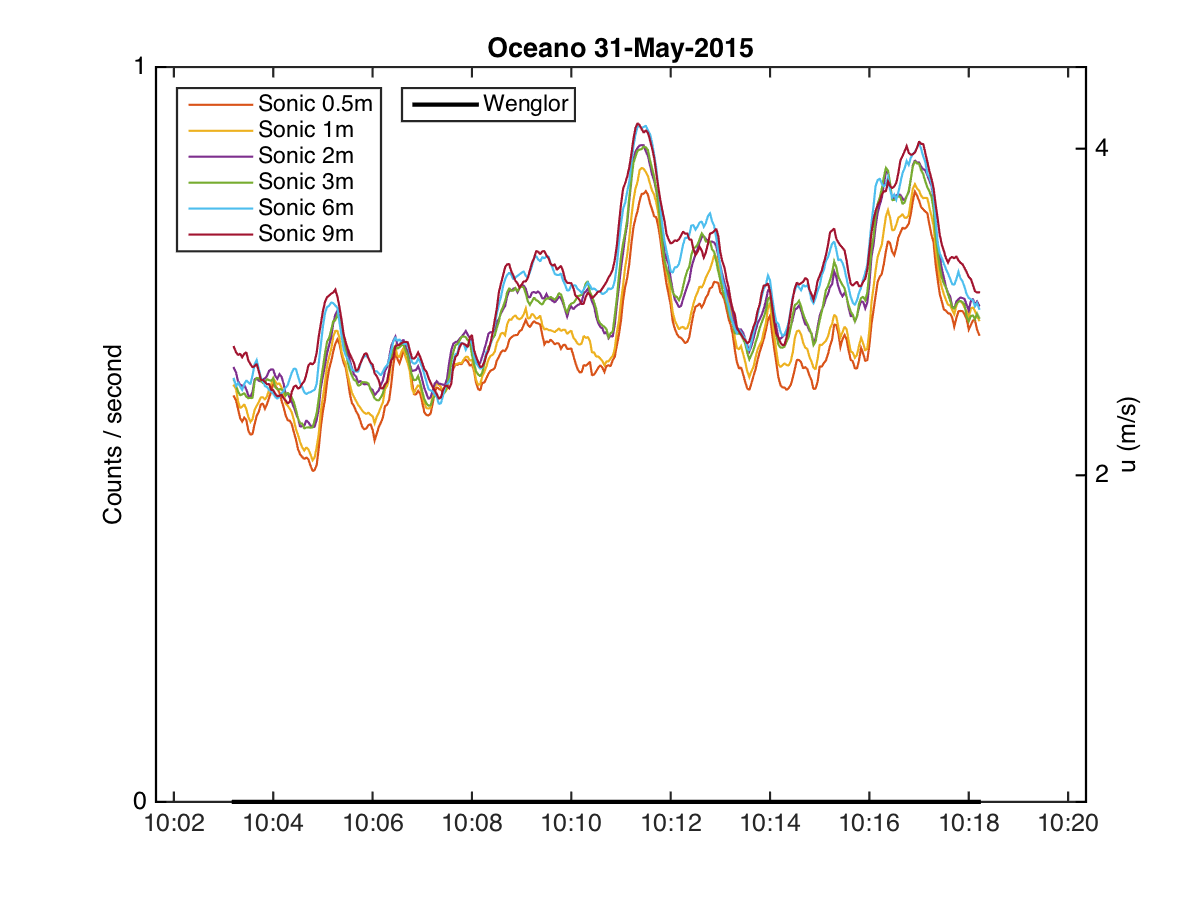 Oceano 31-May-2015
1
Sonic 0.5m
Sonic 1m
Sonic 2m
Sonic 3m
Sonic 6m
Sonic 9m
Wenglor
4
2
Counts / second
u (m/s)
0
10:02 10:04 10:06 10:08 10:10 10:12 10:14 10:16 10:18 10:20